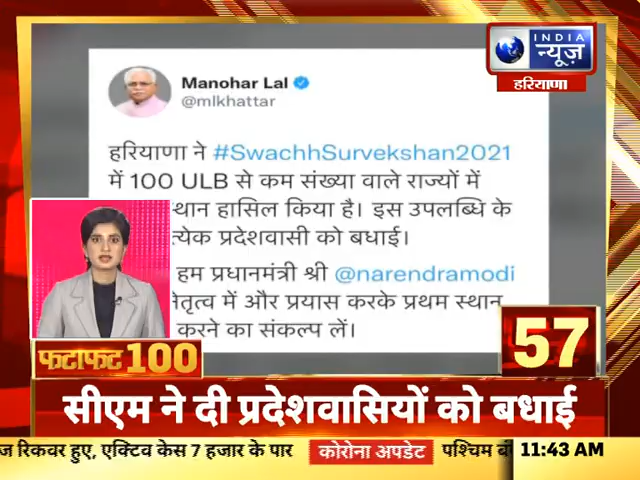 INDIA
न्यूज़
हरियाणा
Manohar Lal
@mlkhattar
हरियाणा ने #SwachhSurvekshan2021
में 100 ULB से कम संख्या वाले राज्यों में
स्थान हासिल किया है। इस उपलब्धि के
प्रदेशवासी को बधाई।
हम प्रधानमंत्री श्री @narendramodi
में और प्रयास करके प्रथम स्थान
करने का संकल्प लें।
फटाफट 100
57
सीएम ने दी प्रदेशवासियों को बधाई
ज रिकवर हुए, एक्टिव केस 7 हजार के पार कोरोना अपडेट पश्चिम 11:43 AM